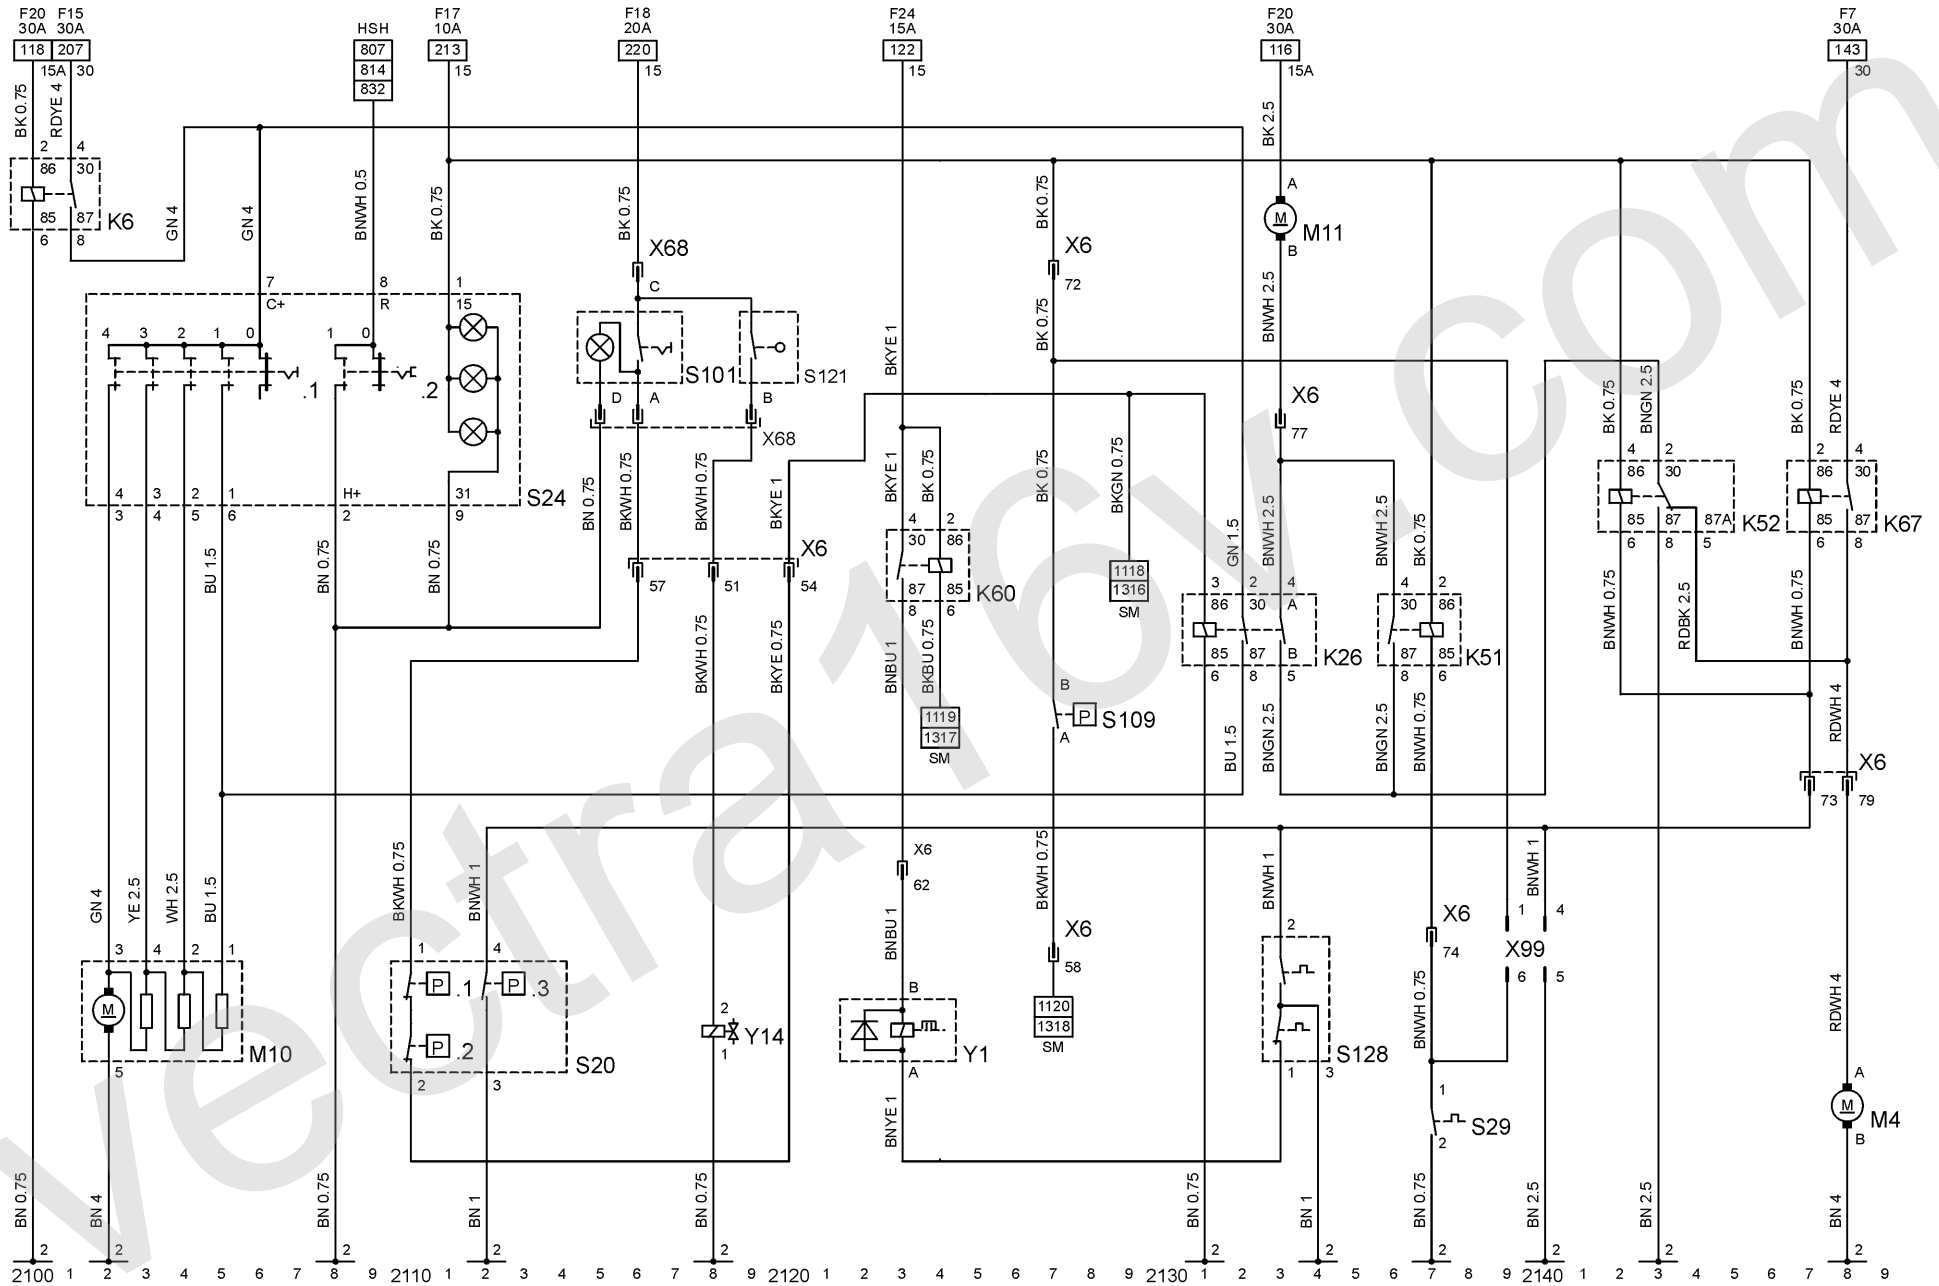 F20 F15 F17 F18 F24 F20 F7
30A 30A HSH 10A 20A 15A 30A 30A
118 207 807 213 220 122 116 143
15A 30 814 15 15 15 15A 30
832
BK 0.75 RDYE 4 BK 2.5
2 4
86 30 A
GN 4 GN 4 BNWH 0.5 BK 0.75 BK 0.75 BK 0.75 M
85 87 K6 M11
6 8 X68 X6 B
7 8 1 C 72 BNWH 2.5
C+ R 15
4 3 2 1 0 1 0 BKYE 1 BK 0.75
.1 .2 S101 S121 BK 0.75 BNGN 2.5 BK 0.75 RDYE 4
D A B X6
X68 77
4 2 2 4
BKYE 1 BK 0.75 BK 0.75 BKGN 0.75 86 30 86 30
4 3 2 1 H+ 31 S24 BN 0.75 BKWH 0.75 BKWH 0.75 BKYE 1
3 4 5 6 2 9 4 2 85 87 87A K52 85 87 K67
BU 1.5 BN 0.75 BN 0.75 X6 30 86 GN 1.5 BNWH 2.5 BNWH 2.5 BK 0.75 6 8 5 6 8
57 51 54 87 85 K60 1118
8 6 1316
SM
3 2 4 4 2
86 30 A 30 86 BNWH 0.75 RDBK 2.5 BNWH 0.75
BKWH 0.75 BKYE 0.75 BNBU 1 BKBU 0.75 85 87 B K26 87 85 K51
6 8 5 8 6
B
1119 P S109
1317 A BU 1.5 BNGN 2.5 BNGN 2.5 BNWH 0.75 RDWH 4
SM
X6
73 79
GN 4 YE 2.5 WH 2.5 BU 1.5 BKWH 0.75 BNWH 1 X6 BKWH 0.75 BNWH 1 BNWH 1
62
BNBU 1 X6 X6 1 4
3 4 2 1 1 4 58 2 74 X99
6 5
P .1 P .3 B BNWH 0.75 RDWH 4
M 2 1120
P .2 Y14 1318
M10 S20 1 Y1 SM S128
5 2 3 A 1 3
1 A
BNYE 1 S29 M M4
2 B
BN 0.75 BN 4 BN 0.75 BN 1 BN 0.75 BN 0.75 BN 1 BN 0.75 BN 2.5 BN 2.5 BN 4
2 2 2 2 2 2 2 2 2 2 2
2100 1 2 3 4 5 6 7 8 9 2110 1 2 3 4 5 6 7 8 9 2120 1 2 3 4 5 6 7 8 9 2130 1 2 3 4 5 6 7 8 9 2140 1 2 3 4 5 6 7 8 9
vectra16v.com